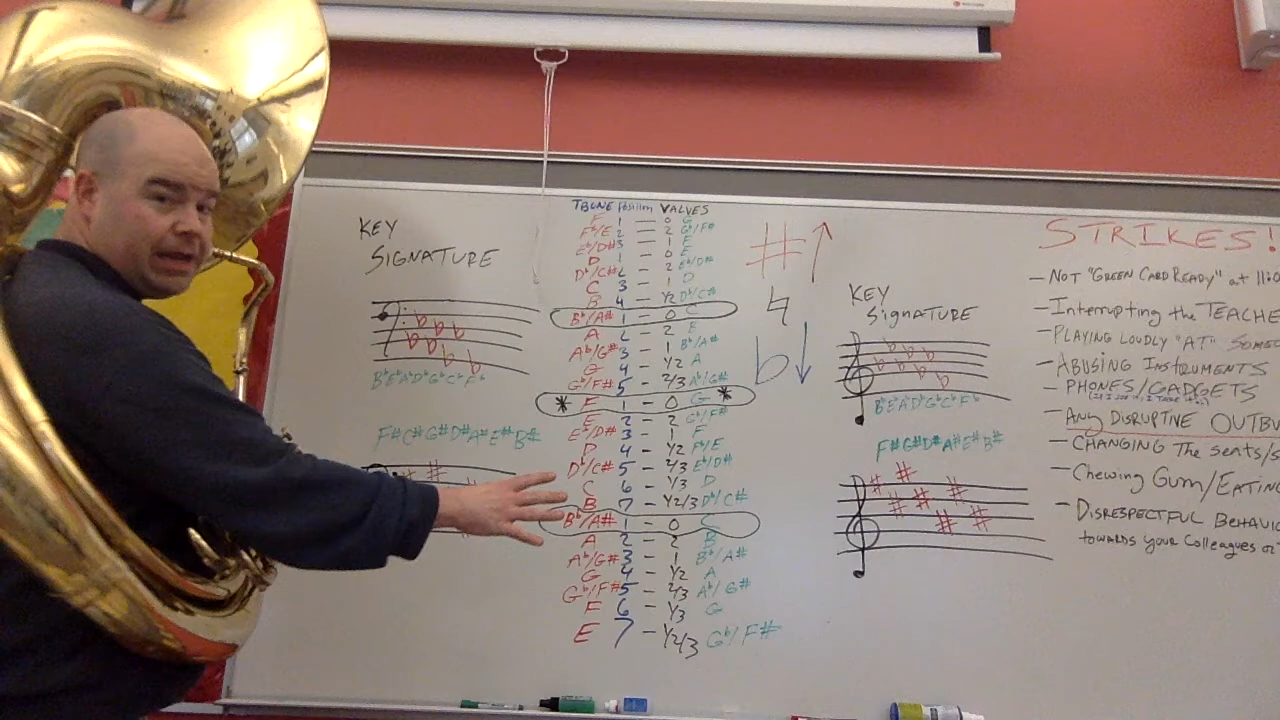 KEY
SIGNATURE
B♭E♭A♭D♭G♭C♭F♭
F#C#G#D#A#E#B#
TBONE Position VALVES
F 1 – 0 G
F♭/E 2 – 2 G♭/F#
E♭/D# 3 – 1 F
D 1 – 0 E
D♭/C# 2 – 2 E♭/D#
C 3 – 1 D
B 4 – 1/2 D♭/C#
B♭/A# 1 – 0 C
A 2 – 2 B
A♭/G# 3 – 1 B♭/A#
G 4 – 1/2 A
G♭/F# 5 – 2/3 A♭/G#
* F 1 – 0 G *
E 2 – 2 G♭/F#
E♭/D# 3 – 1 F
D 4 – 1/2 F♭/E
D♭/C# 5 – 2/3 E♭/D#
C 6 – 1/3 D
B 7 – 1/2/3 D♭/C#
B♭/A# 1 – 0 C
A 2 – 2 B
A♭/G# 3 – 1 B♭/A#
G 4 – 1/2 A
G♭/F# 5 – 2/3 A♭/G#
F 6 – 1/3 G
E 7 – 1/2/3 G♭/F#
# ↑
♮
♭ ↓
KEY
SignATURE
B♭E♭A♭D♭G♭C♭F♭
F#G#D#A#E#B#
STRIKES!
– NOT "GREEN CARD READY" at 11:0
– Interrupting the TEACHE
– PLAYING LOUDLY "AT" SOME
– ABUSING INSTRUMENTS
– PHONES/GADGETS
– ANY DISRUPTIVE OUTBU
– CHANGING The seats/s
– Chewing Gum/EATING
– DISRESPECTFUL BEHAVI
towards your Colleagues or